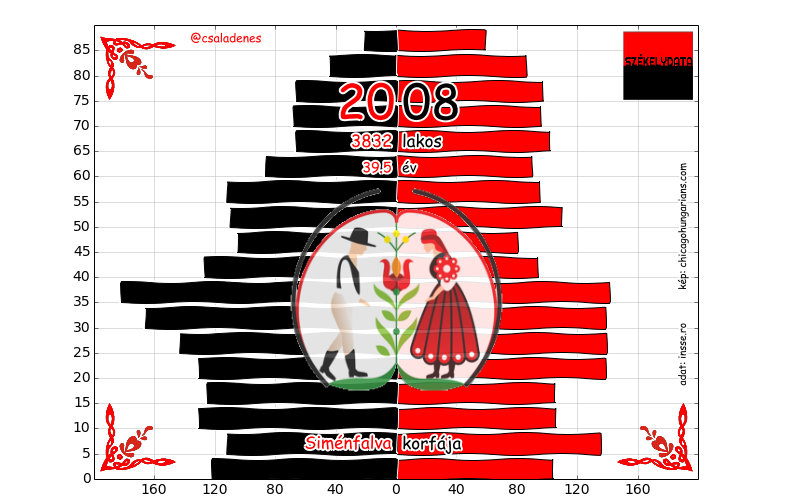 @csaladenes
SZÉKELYDATA
2008
3832 lakos
39.5 év
kép: chicagohungarians.com
adat: insse.ro
Siménfalva korfája
85
80
75
70
65
60
55
50
45
40
35
30
25
20
15
10
5
0
160 120 80 40 0 40 80 120 160